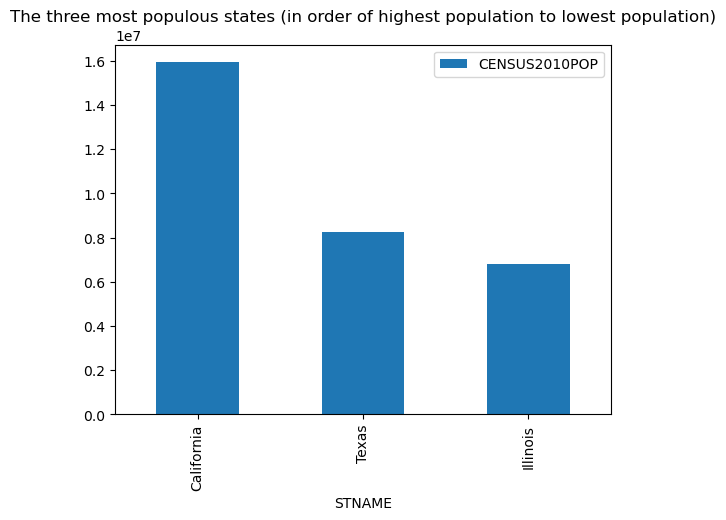 The three most populous states (in order of highest population to lowest population)
1e7
CENSUS2010POP
1.6
1.4
1.2
1.0
0.8
0.6
0.4
0.2
0.0
California
Texas
Illinois
STNAME